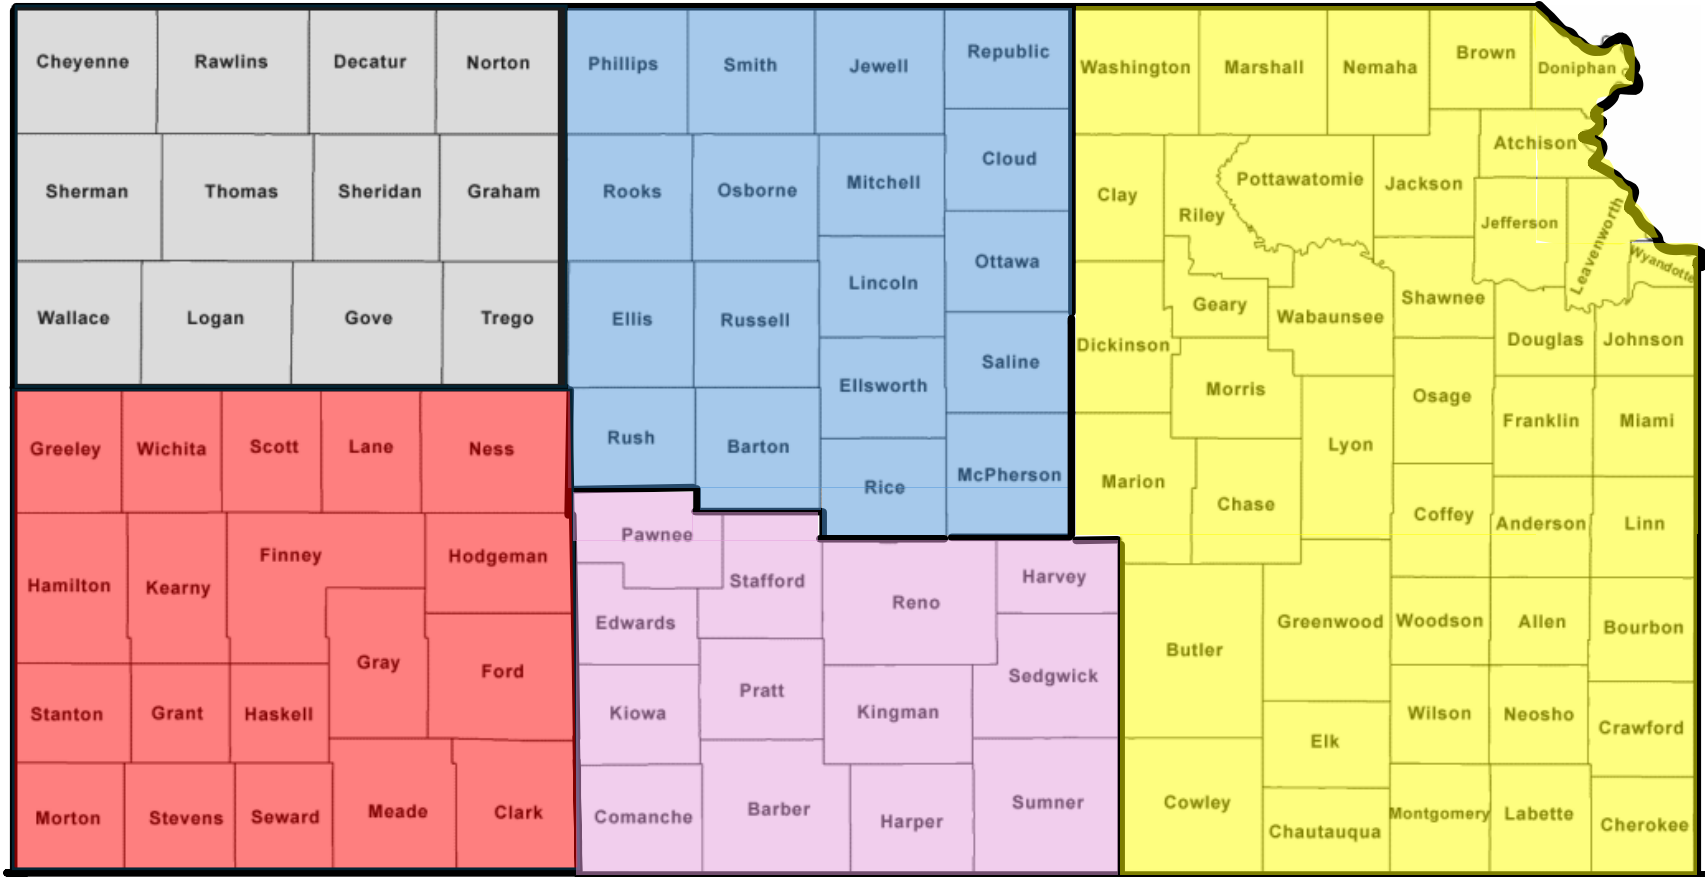 Cheyenne
Rawlins
Decatur
Norton
Phillips
Smith
Jewell
Republic
Washington
Marshall
Nemaha
Brown
Doniphan
Atchison
Cloud
Sherman
Thomas
Sheridan
Graham
Rooks
Osborne
Mitchell
Clay
Riley
Pottawatomie
Jackson
Jefferson
Leavenworth
Wyandotte
Ottawa
Lincoln
Wallace
Logan
Gove
Trego
Ellis
Russell
Geary
Wabaunsee
Shawnee
Douglas
Johnson
Dickinson
Saline
Ellsworth
Morris
Osage
Franklin
Miami
Greeley
Wichita
Scott
Lane
Ness
Rush
Barton
Rice
McPherson
Marion
Chase
Lyon
Coffey
Anderson
Linn
Hamilton
Kearny
Finney
Hodgeman
Pawnee
Stafford
Reno
Harvey
Edwards
Butler
Greenwood
Woodson
Allen
Bourbon
Gray
Ford
Pratt
Sedgwick
Stanton
Grant
Haskell
Kiowa
Kingman
Elk
Wilson
Neosho
Crawford
Morton
Stevens
Seward
Meade
Clark
Comanche
Barber
Harper
Sumner
Cowley
Chautauqua
Montgomery
Labette
Cherokee